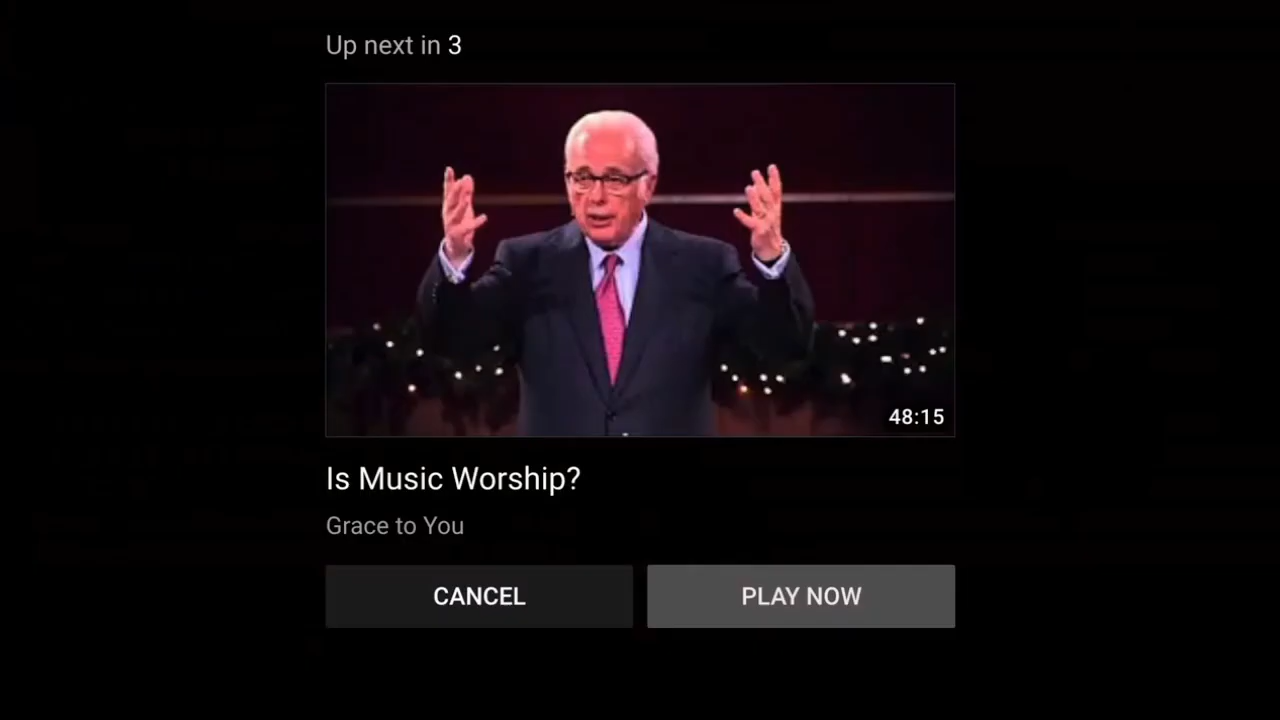 Up next in 3
48:15
Is Music Worship?
Grace to You
CANCEL PLAY NOW